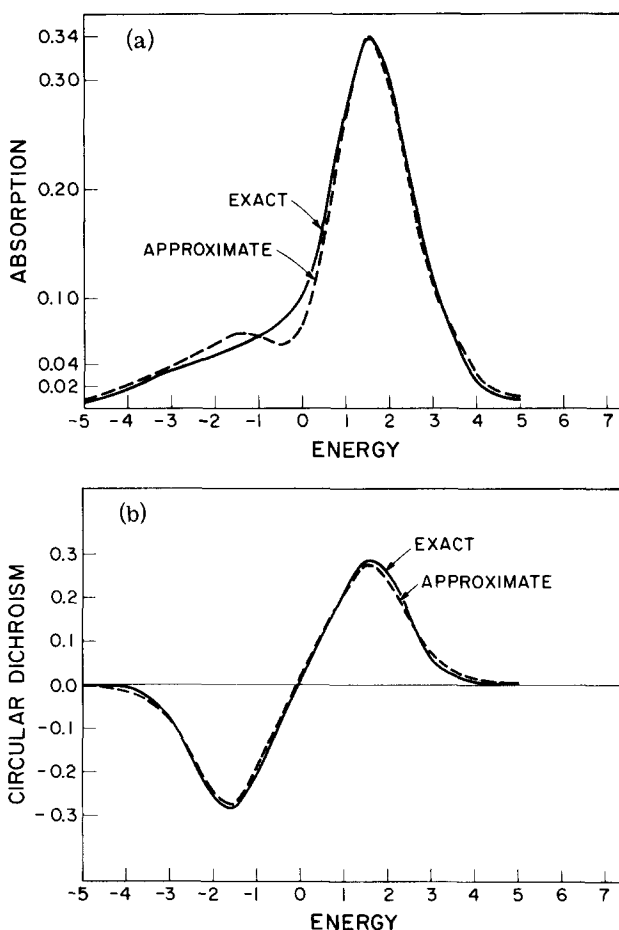 (a)
0.34
0.20
0.10
0.04
0.02
ABSORPTION
EXACT
APPROXIMATE
-5 -4 -3 -2 -1 0 1 2 3 4 5 6 7
ENERGY
(b)
0.3
0.2
0.1
0.0
-0.1
-0.2
-0.3
CIRCULAR DICHROISM
EXACT
APPROXIMATE
-5 -4 -3 -2 -1 0 1 2 3 4 5 6 7
ENERGY